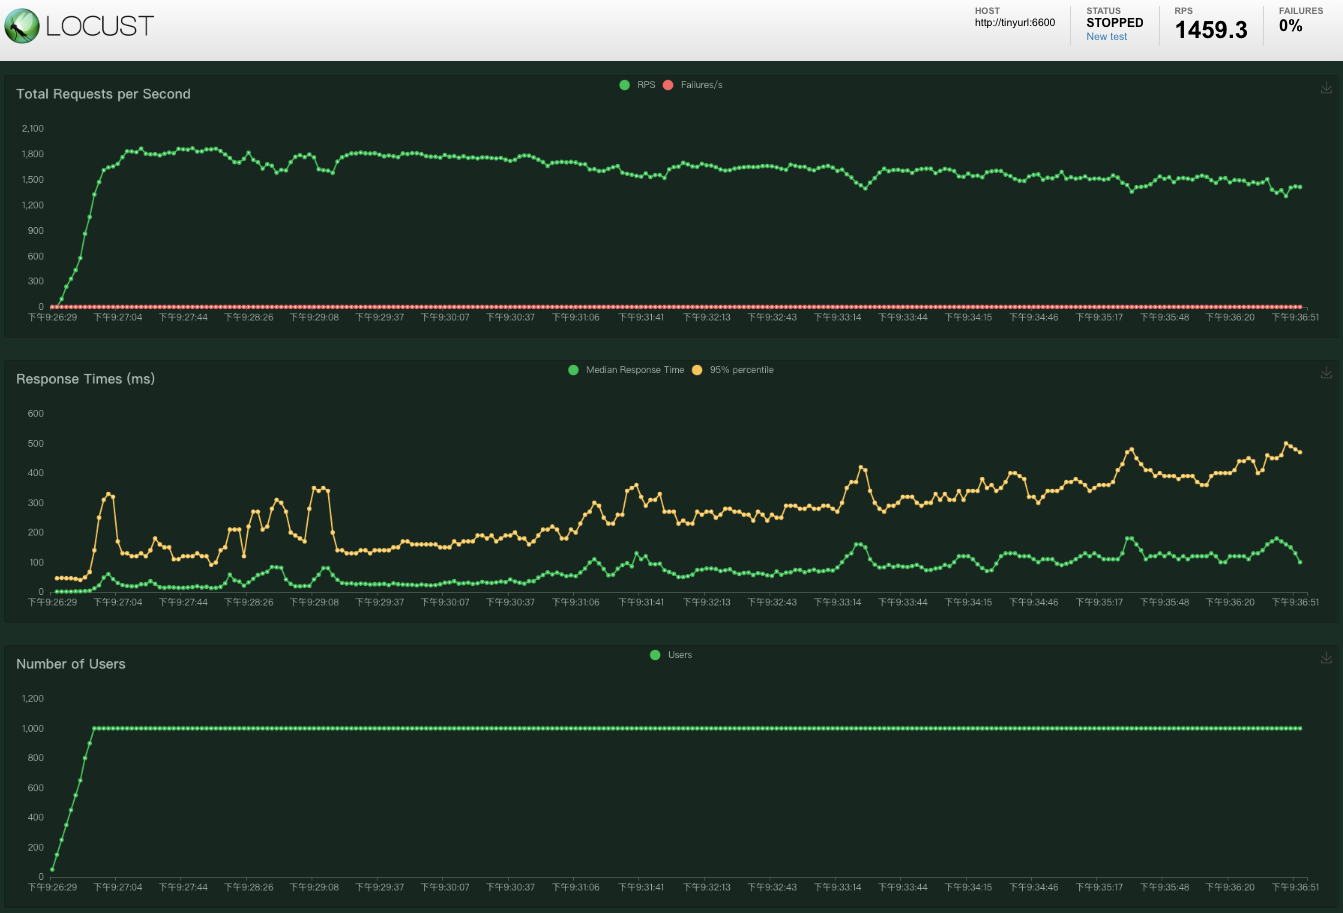 LOCUST
HOST
http://tinyurl:6600
STATUS
STOPPED
New test
RPS
1459.3
FAILURES
0%
Total Requests per Second
RPS Failures/s
2,100
1,800
1,500
1,200
900
600
300
0
下午9:26:29 下午9:27:04 下午9:27:44 下午9:28:26 下午9:29:08 下午9:29:37 下午9:30:07 下午9:30:37 下午9:31:06 下午9:31:41 下午9:32:13 下午9:32:43 下午9:33:14 下午9:33:44 下午9:34:15 下午9:34:46 下午9:35:17 下午9:35:48 下午9:36:20 下午9:36:51
Response Times (ms)
Median Response Time 95% percentile
600
500
400
300
200
100
0
下午9:26:29 下午9:27:04 下午9:27:44 下午9:28:26 下午9:29:08 下午9:29:37 下午9:30:07 下午9:30:37 下午9:31:06 下午9:31:41 下午9:32:13 下午9:32:43 下午9:33:14 下午9:33:44 下午9:34:15 下午9:34:46 下午9:35:17 下午9:35:48 下午9:36:20 下午9:36:51
Number of Users
Users
1,200
1,000
800
600
400
200
0
下午9:26:29 下午9:27:04 下午9:27:44 下午9:28:26 下午9:29:08 下午9:29:37 下午9:30:07 下午9:30:37 下午9:31:06 下午9:31:41 下午9:32:13 下午9:32:43 下午9:33:14 下午9:33:44 下午9:34:15 下午9:34:46 下午9:35:17 下午9:35:48 下午9:36:20 下午9:36:51